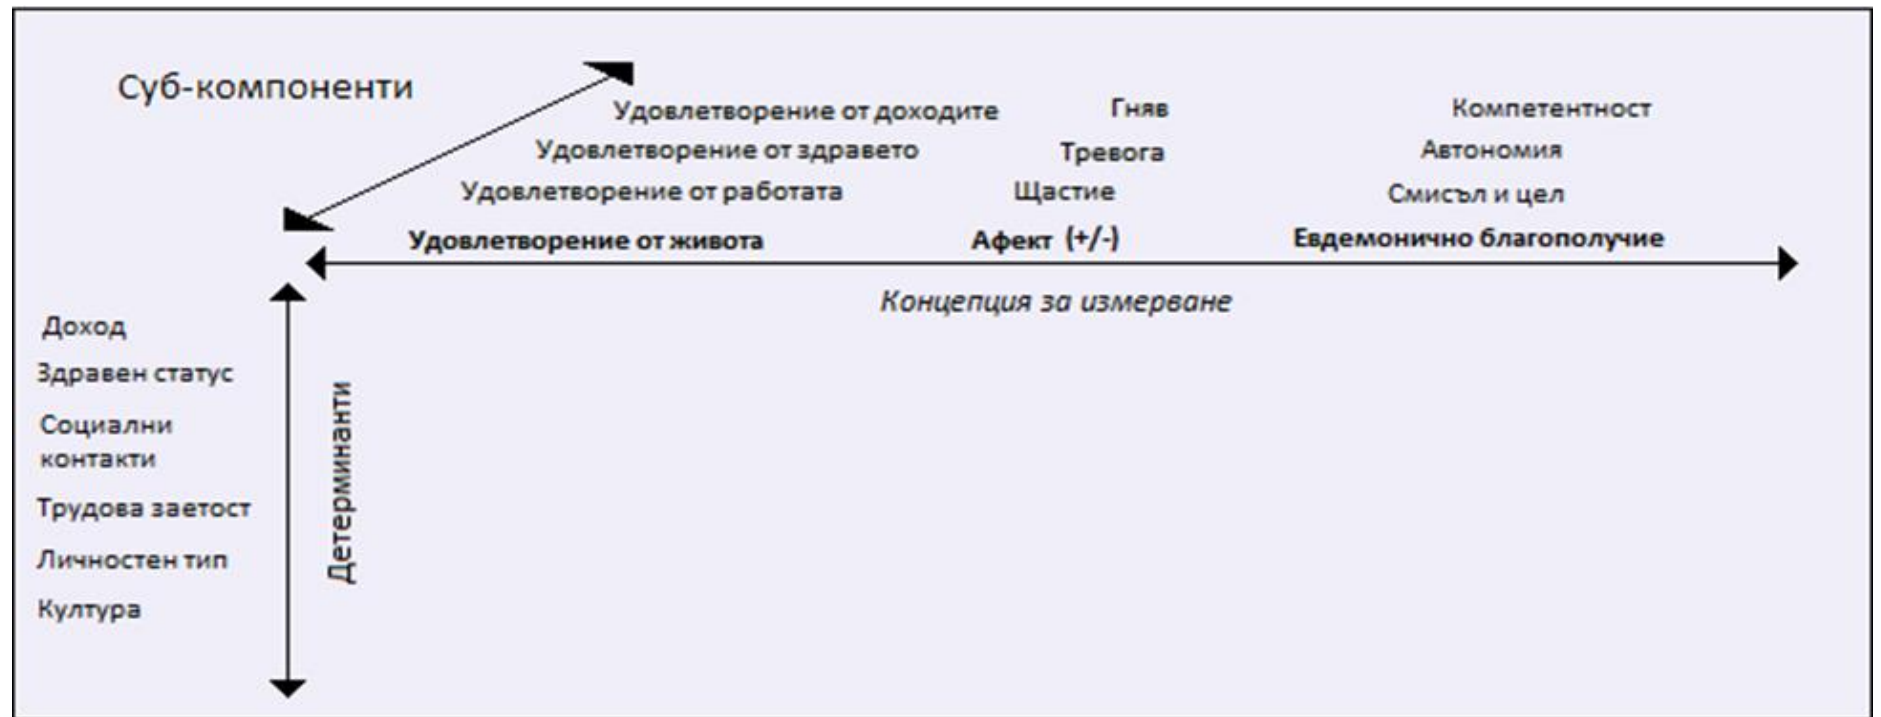 Суб-компоненти
Удовлетворение от доходите Гняв Компетентност
Удовлетворение от здравето Тревога Автономия
Удовлетворение от работата Щастие Смисъл и цел
Удовлетворение от живота Афект (+/-) Евдемонично благополучие
Концепция за измерване
Доход
Здравен статус
Социални
контакти
Трудова заетост
Личностен тип
Култура
Детерминанти